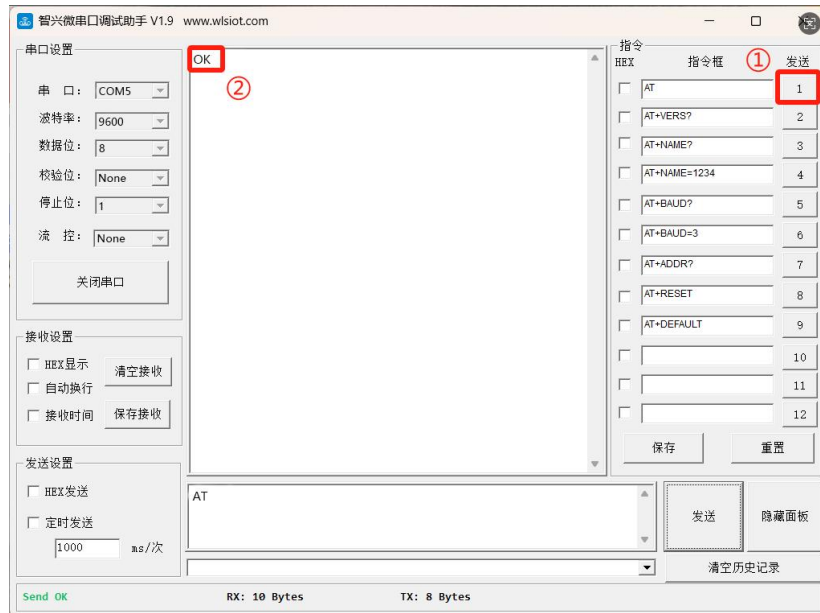 智兴微串口调试助手 V1.9 www.wlsiot.com
串口设置
串 口： COM5
波特率： 9600
数据位： 8
校验位： None
停止位： 1
流 控： None
关闭串口
接收设置
HEX显示
自动换行
接收时间
清空接收
保存接收
发送设置
HEX发送
定时发送
1000 ms/次
OK
②
AT
指令
HEX 指令框 ① 发送
AT 1
AT+VERS? 2
AT+NAME? 3
AT+NAME=1234 4
AT+BAUD? 5
AT+BAUD=3 6
AT+ADDR? 7
AT+RESET 8
AT+DEFAULT 9
10
11
12
保存 重置
发送 隐藏面板
清空历史记录
Send OK RX: 10 Bytes TX: 8 Bytes